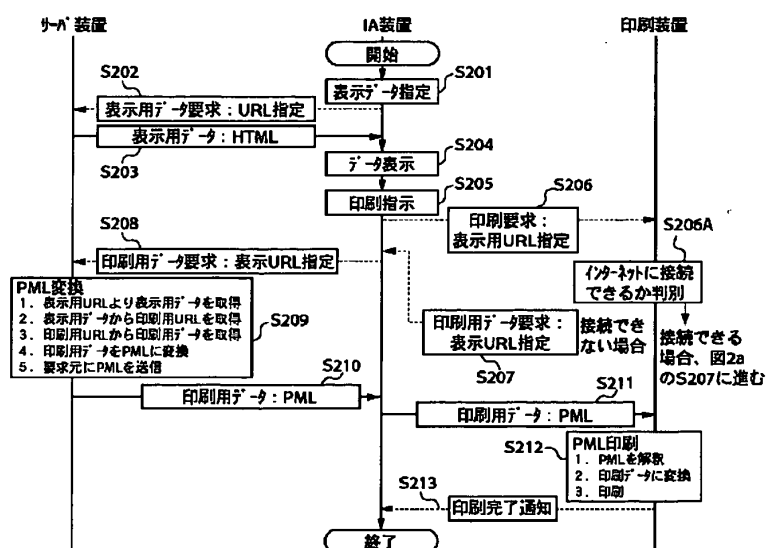 サーバ装置
IA装置
印刷装置
開始
S202
S201
表示データ指定
表示用データ要求：URL指定
表示用データ：HTML
S203
S204
データ表示
S205
S206
印刷指示
S208
印刷要求：
表示用URL指定
S206A
印刷用データ要求：表示URL指定
インターネットに接続
できるか判別
PML変換
1. 表示用URLより表示用データを取得
2. 表示用データから印刷用URLを取得
3. 印刷用URLから印刷用データを取得
4. 印刷用データをPMLに変換
5. 要求元にPMLを送信
S209
印刷用データ要求：
表示URL指定
接続でき
ない場合
接続できる
場合、図2a
のS207に進む
S207
S210
S211
印刷用データ：PML
印刷用データ：PML
S212
PML印刷
1. PMLを解釈
2. 印刷データに変換
3. 印刷
S213
印刷完了通知
終了